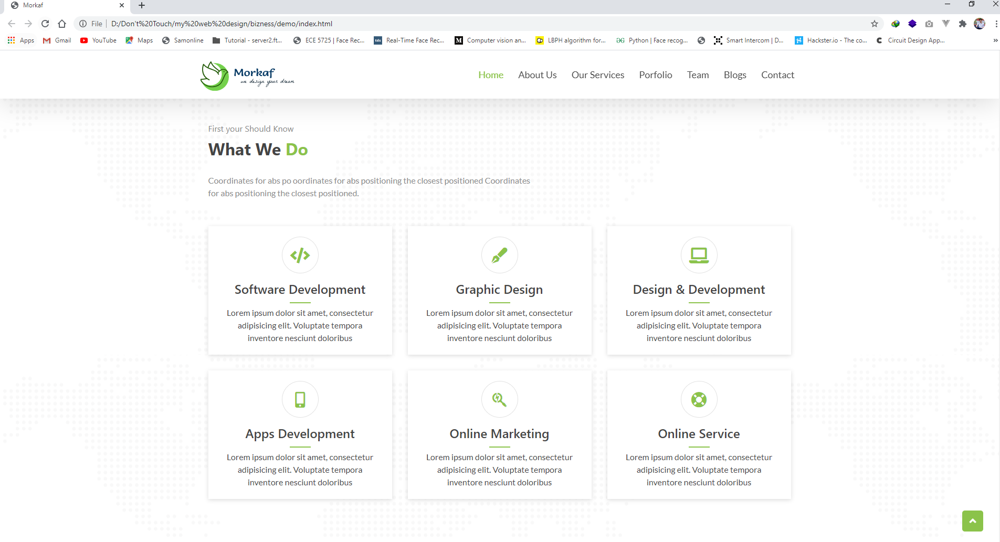 Morkaf
File D:/Don't%20Touch/my%20web%20design/bizness/demo/index.html
Apps Gmail YouTube Maps Samonline Tutorial - server2.ft... ECE 5725 | Face Rec... tds Real-Time Face Rec... M Computer vision an... LBPH algorithm for... Python | Face recog... Smart Intercom | D... Hackster.io - The co... Circuit Design App...
Morkaf
we design your dream
Home About Us Our Services Porfolio Team Blogs Contact
First your Should Know
What We Do
Coordinates for abs po oordinates for abs positioning the closest positioned Coordinates
for abs positioning the closest positioned.
Software Development
Lorem ipsum dolor sit amet, consectetur
adipisicing elit. Voluptate tempora
inventore nesciunt doloribus
Graphic Design
Lorem ipsum dolor sit amet, consectetur
adipisicing elit. Voluptate tempora
inventore nesciunt doloribus
Design & Development
Lorem ipsum dolor sit amet, consectetur
adipisicing elit. Voluptate tempora
inventore nesciunt doloribus
Apps Development
Lorem ipsum dolor sit amet, consectetur
adipisicing elit. Voluptate tempora
inventore nesciunt doloribus
Online Marketing
Lorem ipsum dolor sit amet, consectetur
adipisicing elit. Voluptate tempora
inventore nesciunt doloribus
Online Service
Lorem ipsum dolor sit amet, consectetur
adipisicing elit. Voluptate tempora
inventore nesciunt doloribus